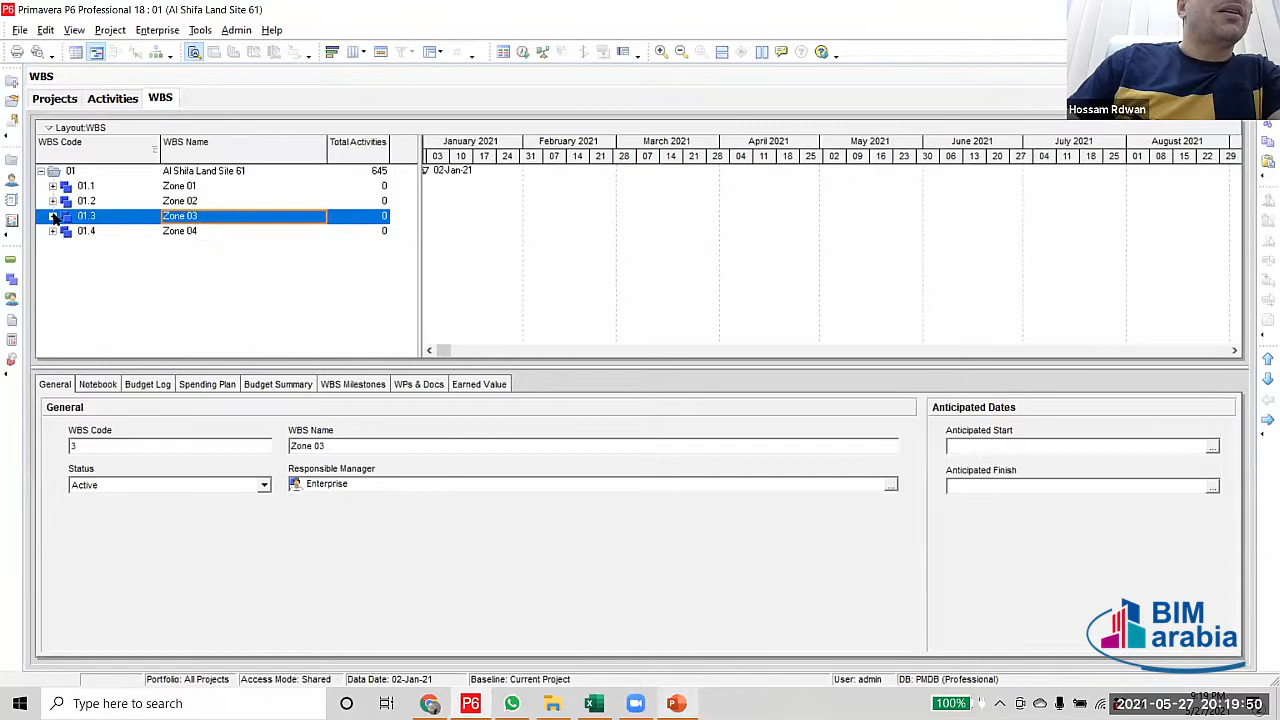 Primavera P6 Professional 18 : 01 (Al Shifa Land Site 61)
File Edit View Project Enterprise Tools Admin Help
Hossam Rdwan
WBS
Projects Activities WBS
Layout:WBS
WBS Code WBS Name Total Activities
January 2021 February 2021 March 2021 April 2021 May 2021 June 2021 July 2021 August 2021
03 10 17 24 31 07 14 21 28 07 14 21 28 04 11 18 25 02 09 16 23 30 06 13 20 27 04 11 18 25 01 08 15 22 29
01 Al Shifa Land Site 61 645 02-Jan-21
01.1 Zone 01 0
01.2 Zone 02 0
01.3 Zone 03 0
01.4 Zone 04 0
General Notebook Budget Log Spending Plan Budget Summary WBS Milestones WPs & Docs Earned Value
General Anticipated Dates
WBS Code WBS Name Anticipated Start
3 Zone 03
Status Responsible Manager Anticipated Finish
Active Enterprise
BIM
arabia
Portfolio: All Projects Access Mode: Shared Data Date: 02-Jan-21 Baseline: Current Project User: admin DB: PMDB (Professional)
Type here to search
100%
9:19 PM
2021-05-27 20:19:50